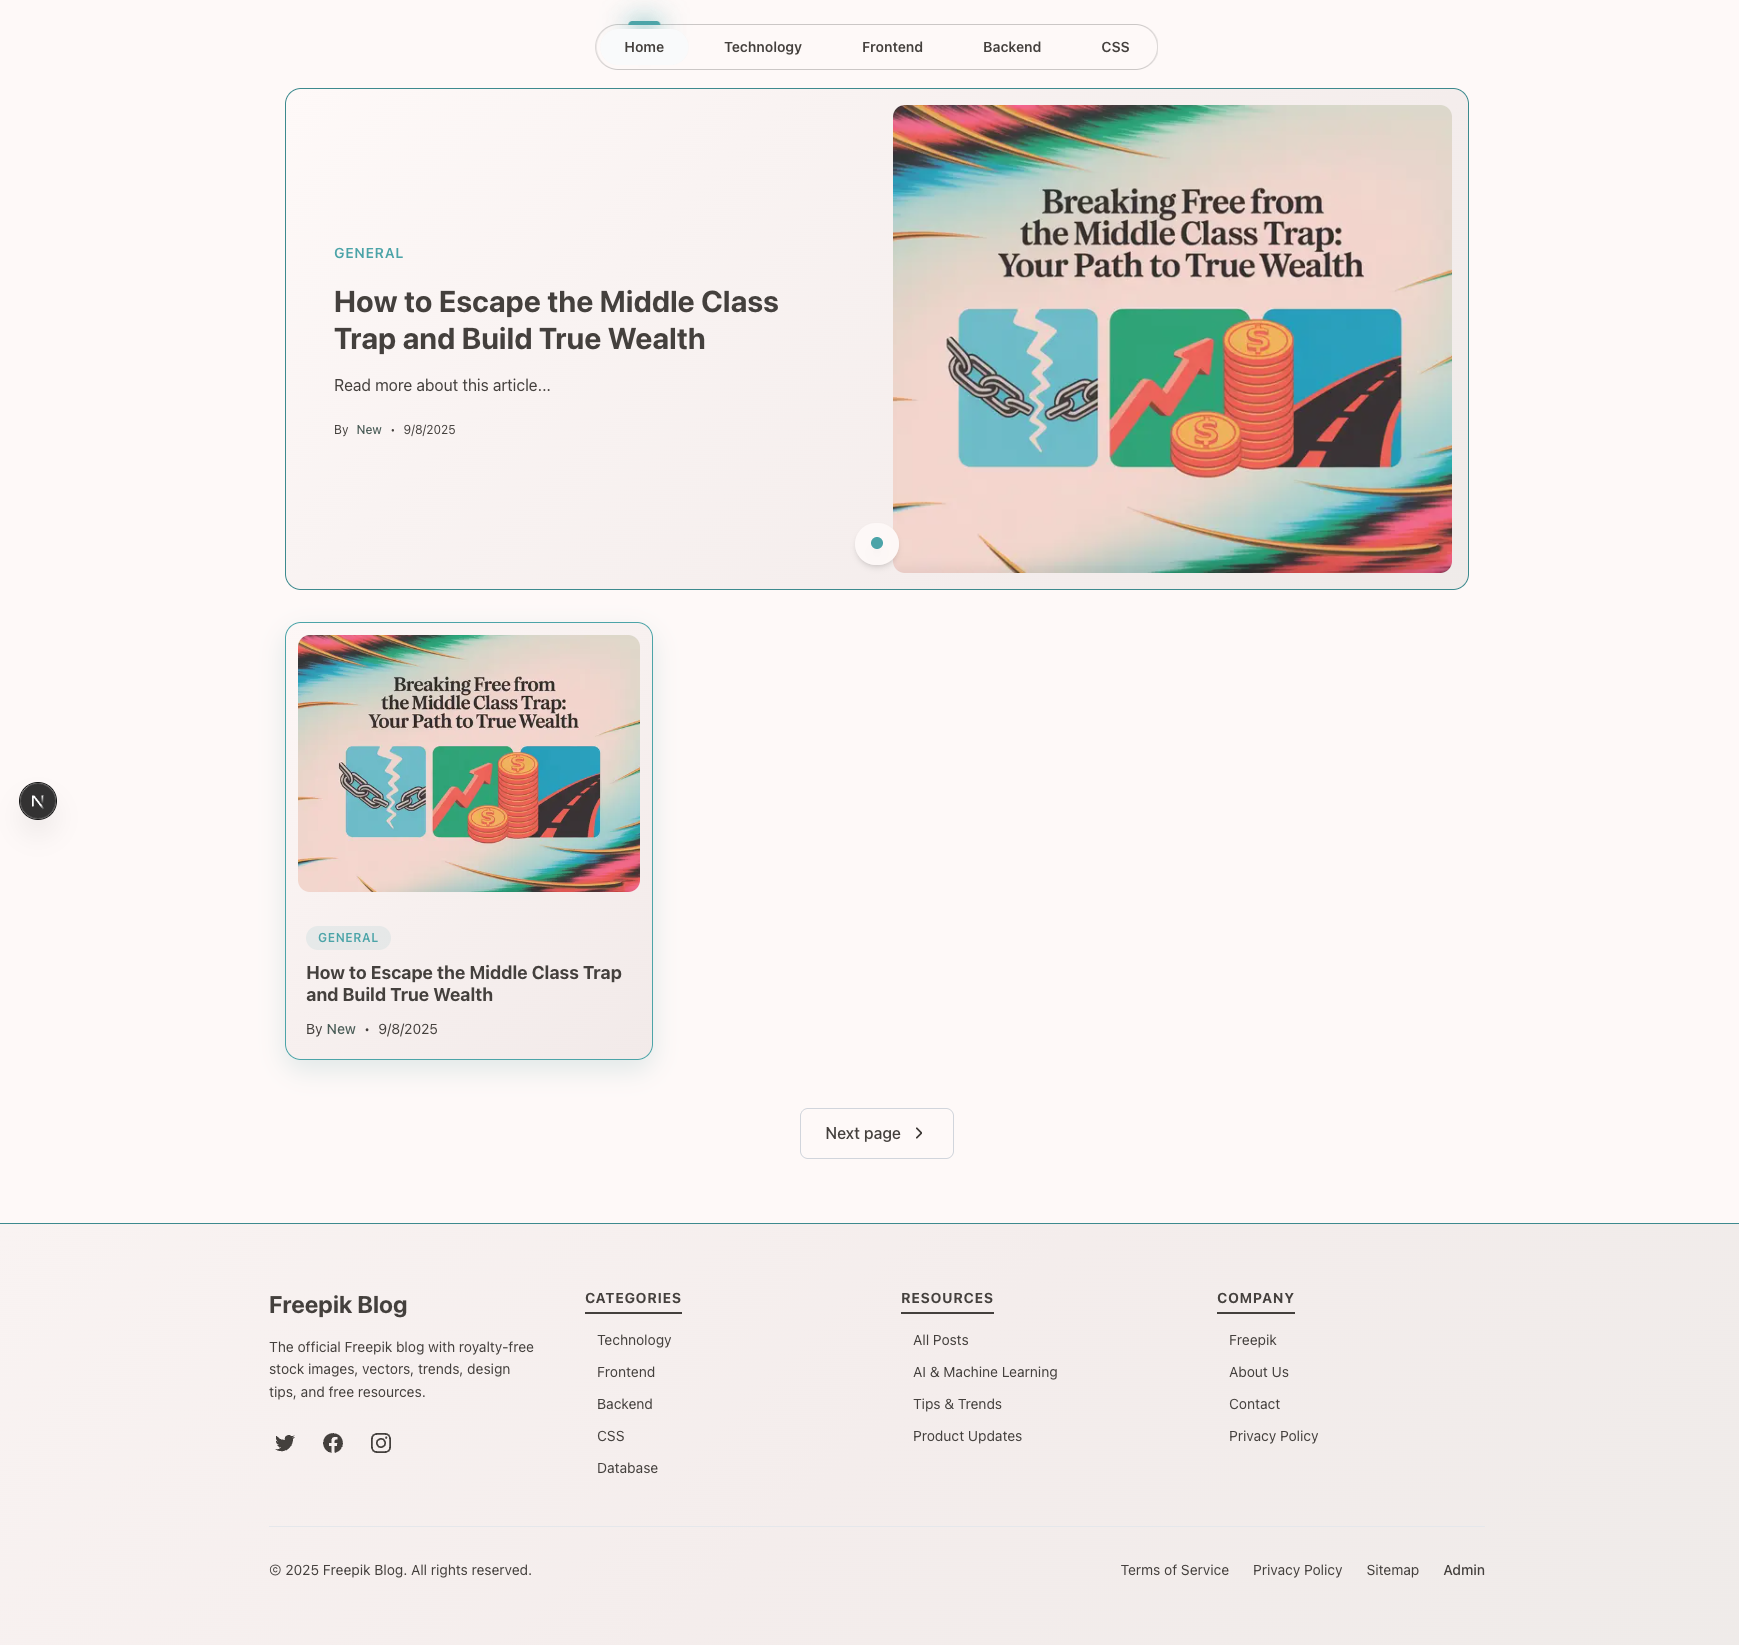 Home
Technology
Frontend
Backend
CSS
GENERAL
How to Escape the Middle Class
Trap and Build True Wealth
Read more about this article...
By New • 9/8/2025
Breaking Free from
the Middle Class Trap:
Your Path to True Wealth
$
$
Breaking Free from
the Middle Class Trap:
Your Path to True Wealth
$
$
N
GENERAL
How to Escape the Middle Class Trap
and Build True Wealth
By New • 9/8/2025
Next page
Freepik Blog
The official Freepik blog with royalty-free
stock images, vectors, trends, design
tips, and free resources.
CATEGORIES
Technology
Frontend
Backend
CSS
Database
RESOURCES
All Posts
AI & Machine Learning
Tips & Trends
Product Updates
COMPANY
Freepik
About Us
Contact
Privacy Policy
© 2025 Freepik Blog. All rights reserved.
Terms of Service
Privacy Policy
Sitemap
Admin